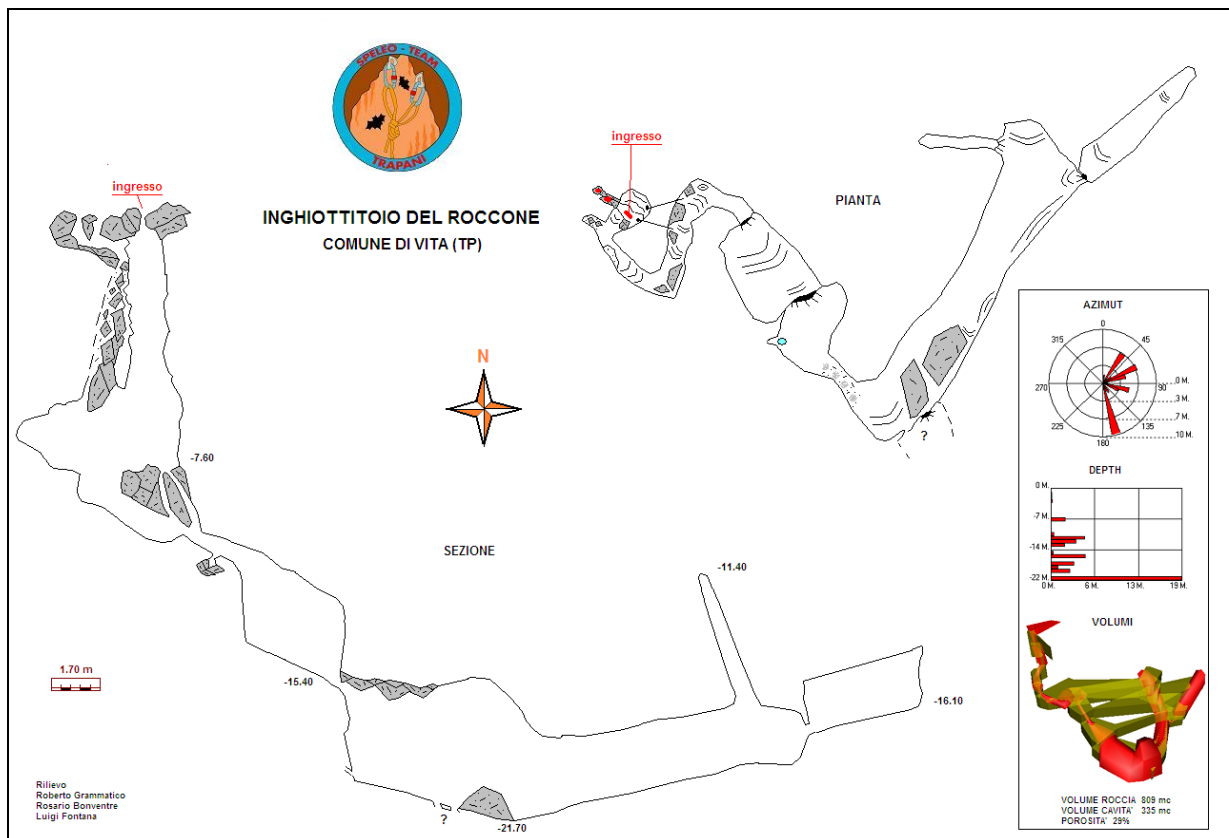 SPELEO - TEAM
TRAPANI
ingresso
INGHIOTTITOIO DEL ROCCONE
COMUNE DI VITA (TP)
ingresso
PIANTA
N
-7.60
SEZIONE
-11.40
-15.40
-16.10
1.70 m
?
-21.70
?
Rilievo
Roberto Grammatico
Rosario Bonventre
Luigi Fontana
AZIMUT
0
315
45
270
90
225
135
180
0 M.
3 M.
7 M.
10 M.
DEPTH
0 M.
-7 M.
-14 M.
-22 M.
0 M.
6 M.
13 M.
19 M.
VOLUMI
VOLUME ROCCIA 809 mc
VOLUME CAVITA' 335 mc
POROSITA' 29%